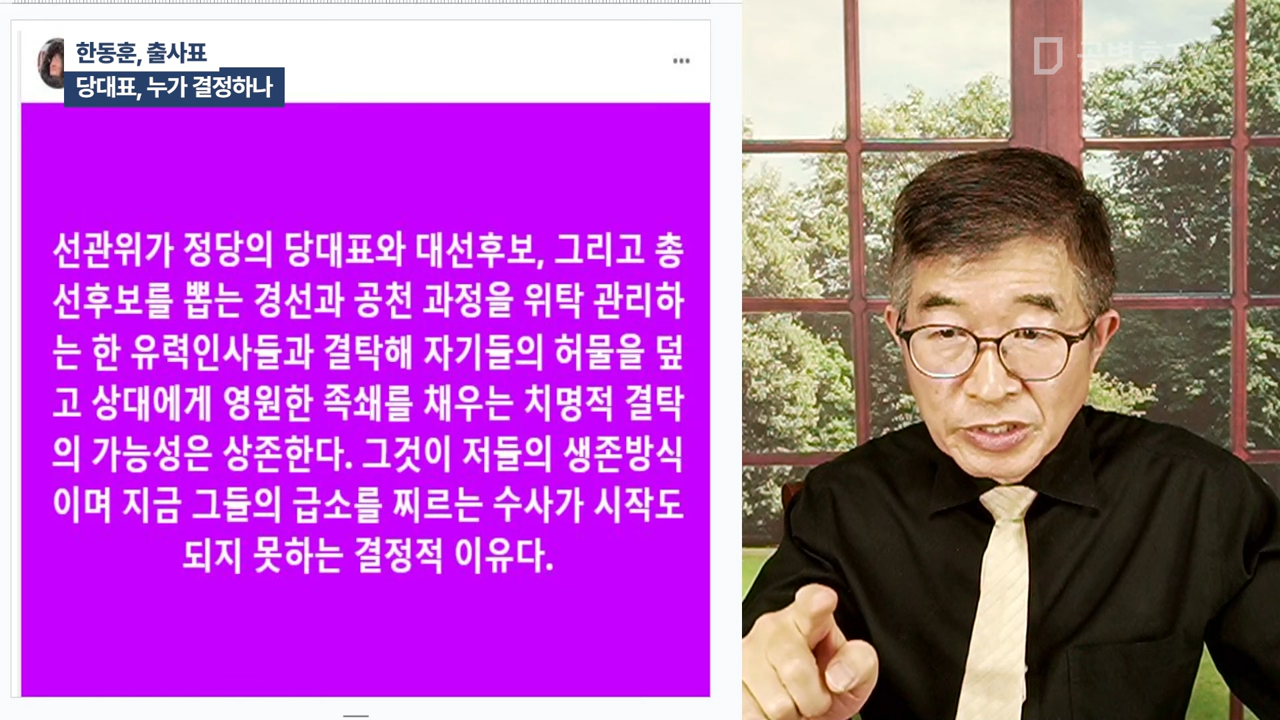 한동훈, 출사표
당대표, 누가 결정하나
선관위가 정당의 당대표와 대선후보, 그리고 총
선후보를 뽑는 경선과 공천 과정을 위탁 관리하
는 한 유력인사들과 결탁해 자기들의 허물을 덮
고 상대에게 영원한 족쇄를 채우는 치명적 결탁
의 가능성은 상존한다. 그것이 저들의 생존방식
이며 지금 그들의 급소를 찌르는 수사가 시작도
되지 못하는 결정적 이유다.